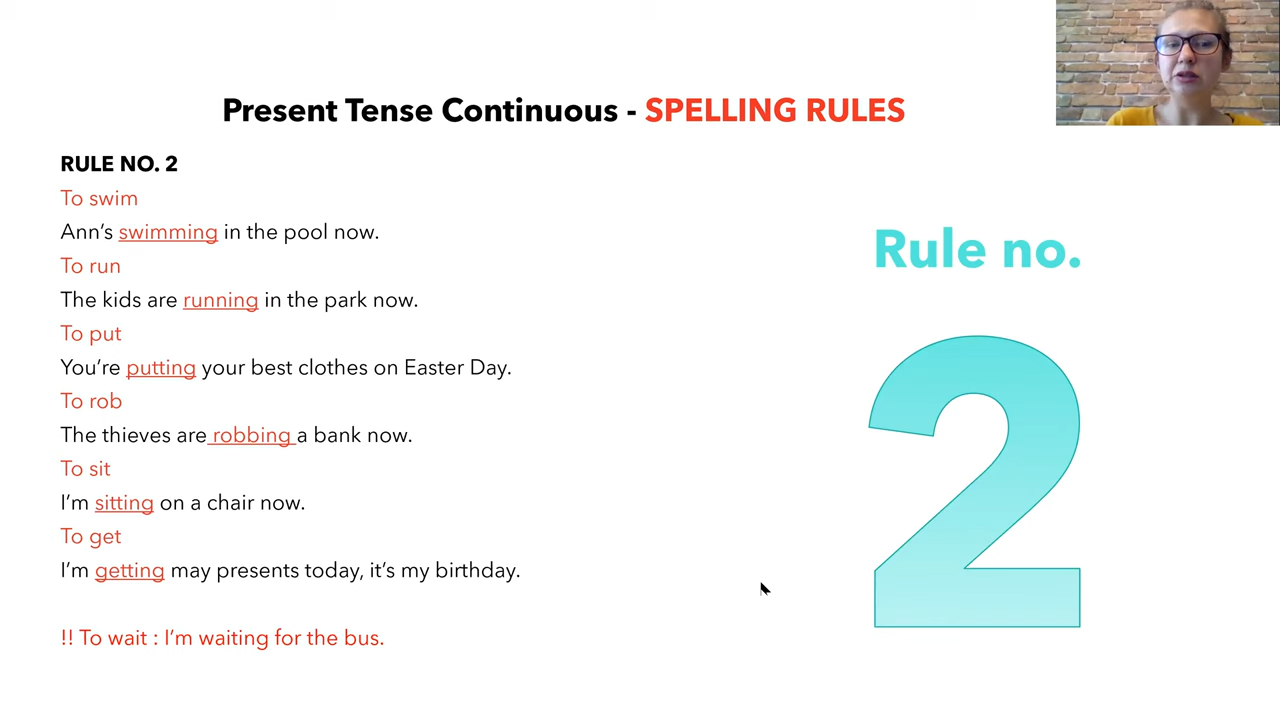 Present Tense Continuous - SPELLING RULES
RULE NO. 2
To swim
Ann’s swimming in the pool now.
To run
The kids are running in the park now.
To put
You’re putting your best clothes on Easter Day.
To rob
The thieves are robbing a bank now.
To sit
I’m sitting on a chair now.
To get
I’m getting may presents today, it’s my birthday.
!! To wait : I’m waiting for the bus.
Rule no.
2